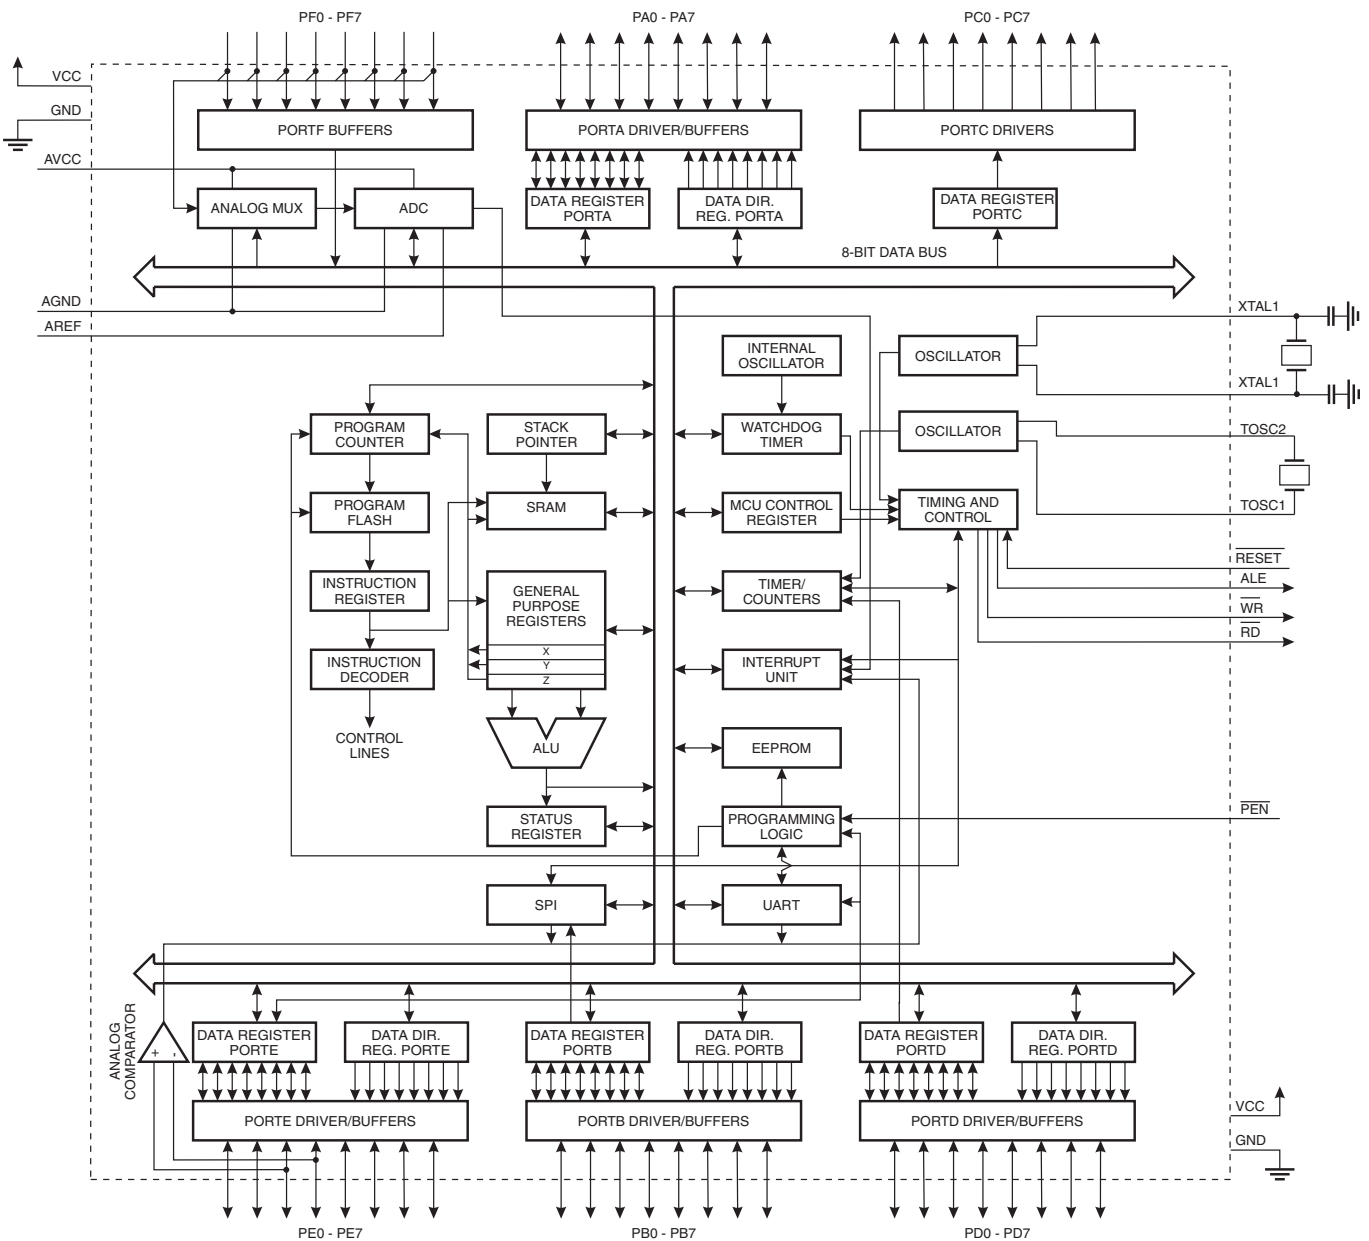 PF0 - PF7
PA0 - PA7
PC0 - PC7
VCC
GND
PORTF BUFFERS
PORTA DRIVER/BUFFERS
PORTC DRIVERS
AVCC
ANALOG MUX
ADC
DATA REGISTER
PORTA
DATA DIR.
REG. PORTA
DATA REGISTER
PORTC
8-BIT DATA BUS
AGND
AREF
XTAL1
INTERNAL
OSCILLATOR
OSCILLATOR
XTAL1
PROGRAM
COUNTER
STACK
POINTER
WATCHDOG
TIMER
OSCILLATOR
TOSC2
PROGRAM
FLASH
SRAM
MCU CONTROL
REGISTER
TIMING AND
CONTROL
TOSC1
RESET
ALE
WR
RD
INSTRUCTION
REGISTER
GENERAL
PURPOSE
REGISTERS
X
Y
Z
TIMER/
COUNTERS
INSTRUCTION
DECODER
INTERRUPT
UNIT
CONTROL
LINES
ALU
EEPROM
STATUS
REGISTER
PROGRAMMING
LOGIC
PEN
SPI
UART
ANALOG
COMPARATOR
+
-
DATA REGISTER
PORTE
DATA DIR.
REG. PORTE
DATA REGISTER
PORTB
DATA DIR.
REG. PORTB
DATA REGISTER
PORTD
DATA DIR.
REG. PORTD
PORTE DRIVER/BUFFERS
PORTB DRIVER/BUFFERS
PORTD DRIVER/BUFFERS
VCC
GND
PE0 - PE7
PB0 - PB7
PD0 - PD7